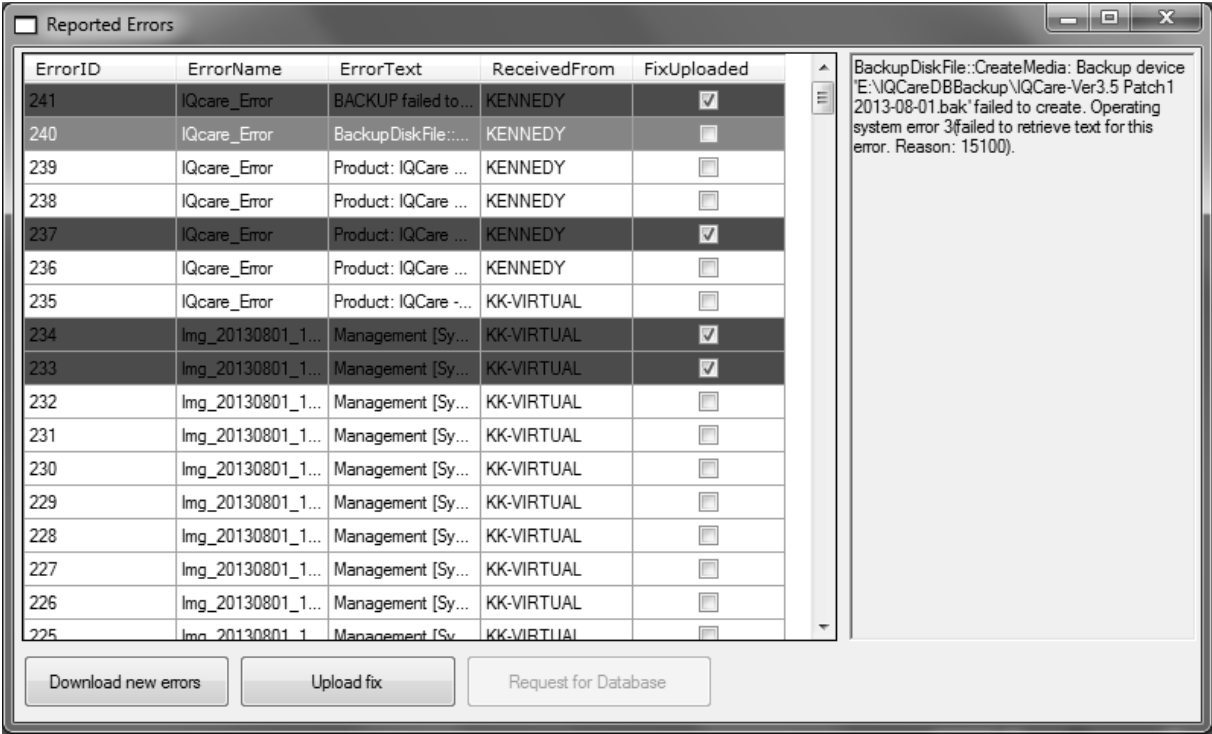 Reported Errors
ErrorID ErrorName ErrorText ReceivedFrom FixUploaded
241 IQcare_Error BACKUP failed to... KENNEDY
240 IQcare_Error BackupDiskFile::... KENNEDY
239 IQcare_Error Product: IQCare ... KENNEDY
238 IQcare_Error Product: IQCare ... KENNEDY
237 IQcare_Error Product: IQCare ... KENNEDY
236 IQcare_Error Product: IQCare ... KENNEDY
235 IQcare_Error Product: IQCare -... KK-VIRTUAL
234 Img_20130801_1... Management [Sy... KK-VIRTUAL
233 Img_20130801_1... Management [Sy... KK-VIRTUAL
232 Img_20130801_1... Management [Sy... KK-VIRTUAL
231 Img_20130801_1... Management [Sy... KK-VIRTUAL
230 Img_20130801_1... Management [Sy... KK-VIRTUAL
229 Img_20130801_1... Management [Sy... KK-VIRTUAL
228 Img_20130801_1... Management [Sy... KK-VIRTUAL
227 Img_20130801_1... Management [Sy... KK-VIRTUAL
226 Img_20130801_1... Management [Sy... KK-VIRTUAL
225 Img_20130801_1... Management [Sy... KK-VIRTUAL
BackupDiskFile::CreateMedia: Backup device
'E:\IQCareDBBackup\IQCare-Ver3.5 Patch1
2013-08-01.bak' failed to create. Operating
system error 3(failed to retrieve text for this
error. Reason: 15100).
Download new errors Upload fix Request for Database